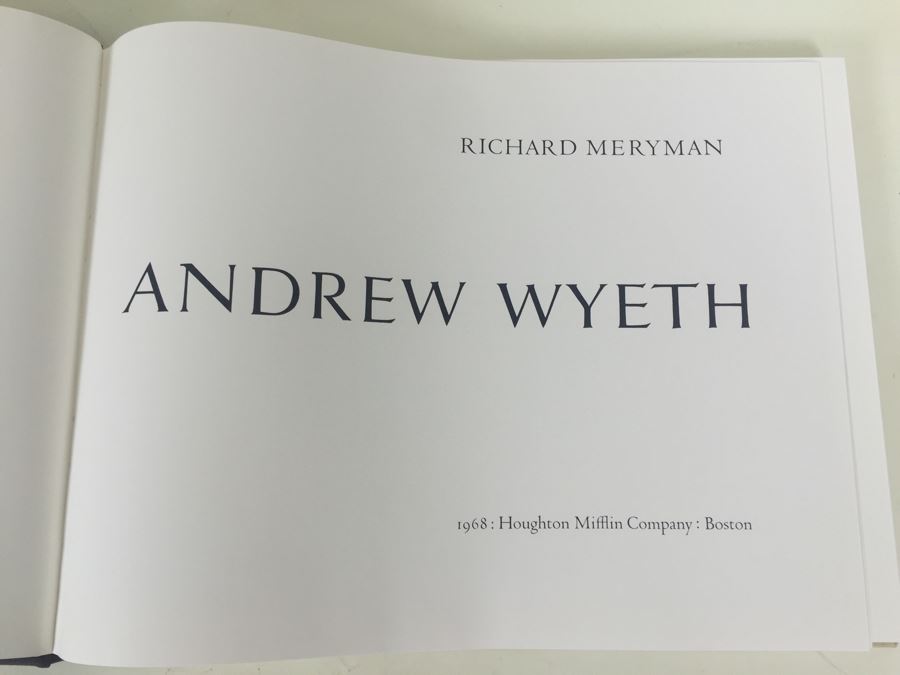 RICHARD MERYMAN
ANDREW WYETH
1968 : Houghton Mifflin Company : Boston